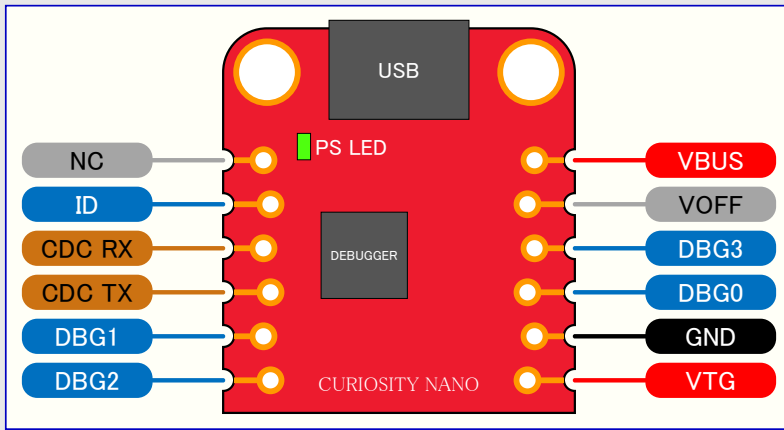 USB
PS LED
NC
VBUS
ID
VOFF
CDC RX
DEBUGGER
DBG3
CDC TX
DBG0
DBG1
GND
DBG2
CURIOSITY NANO
VTG